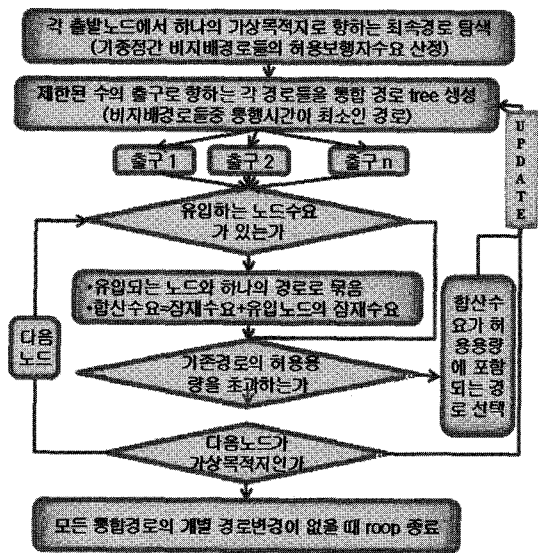 각 출발노드에서 하나의 가상목적지로 향하는 최속경로 탐색
(기종점간 비지배경로들의 허용보행자수요 산정)
제한된 수의 출구로 향하는 각 경로들을 통합 경로 tree 생성
(비지배경로들중 통행시간이 최소인 경로)
UPDATE
출구 1
출구 2
출구 n
유입하는 노드수요
가 있는가
•유입되는 노드와 하나의 경로로 묶음
•합산수요=잠재수요+유입노드의 잠재수요
다음
노드
기존경로의 허용용
량을 초과하는가
합산수
요가 허
용용량
에 포함
되는 경
로 선택
다음노드가
가상목적지인가
모든 통합경로의 개별 경로변경이 없을 때 roop 종료